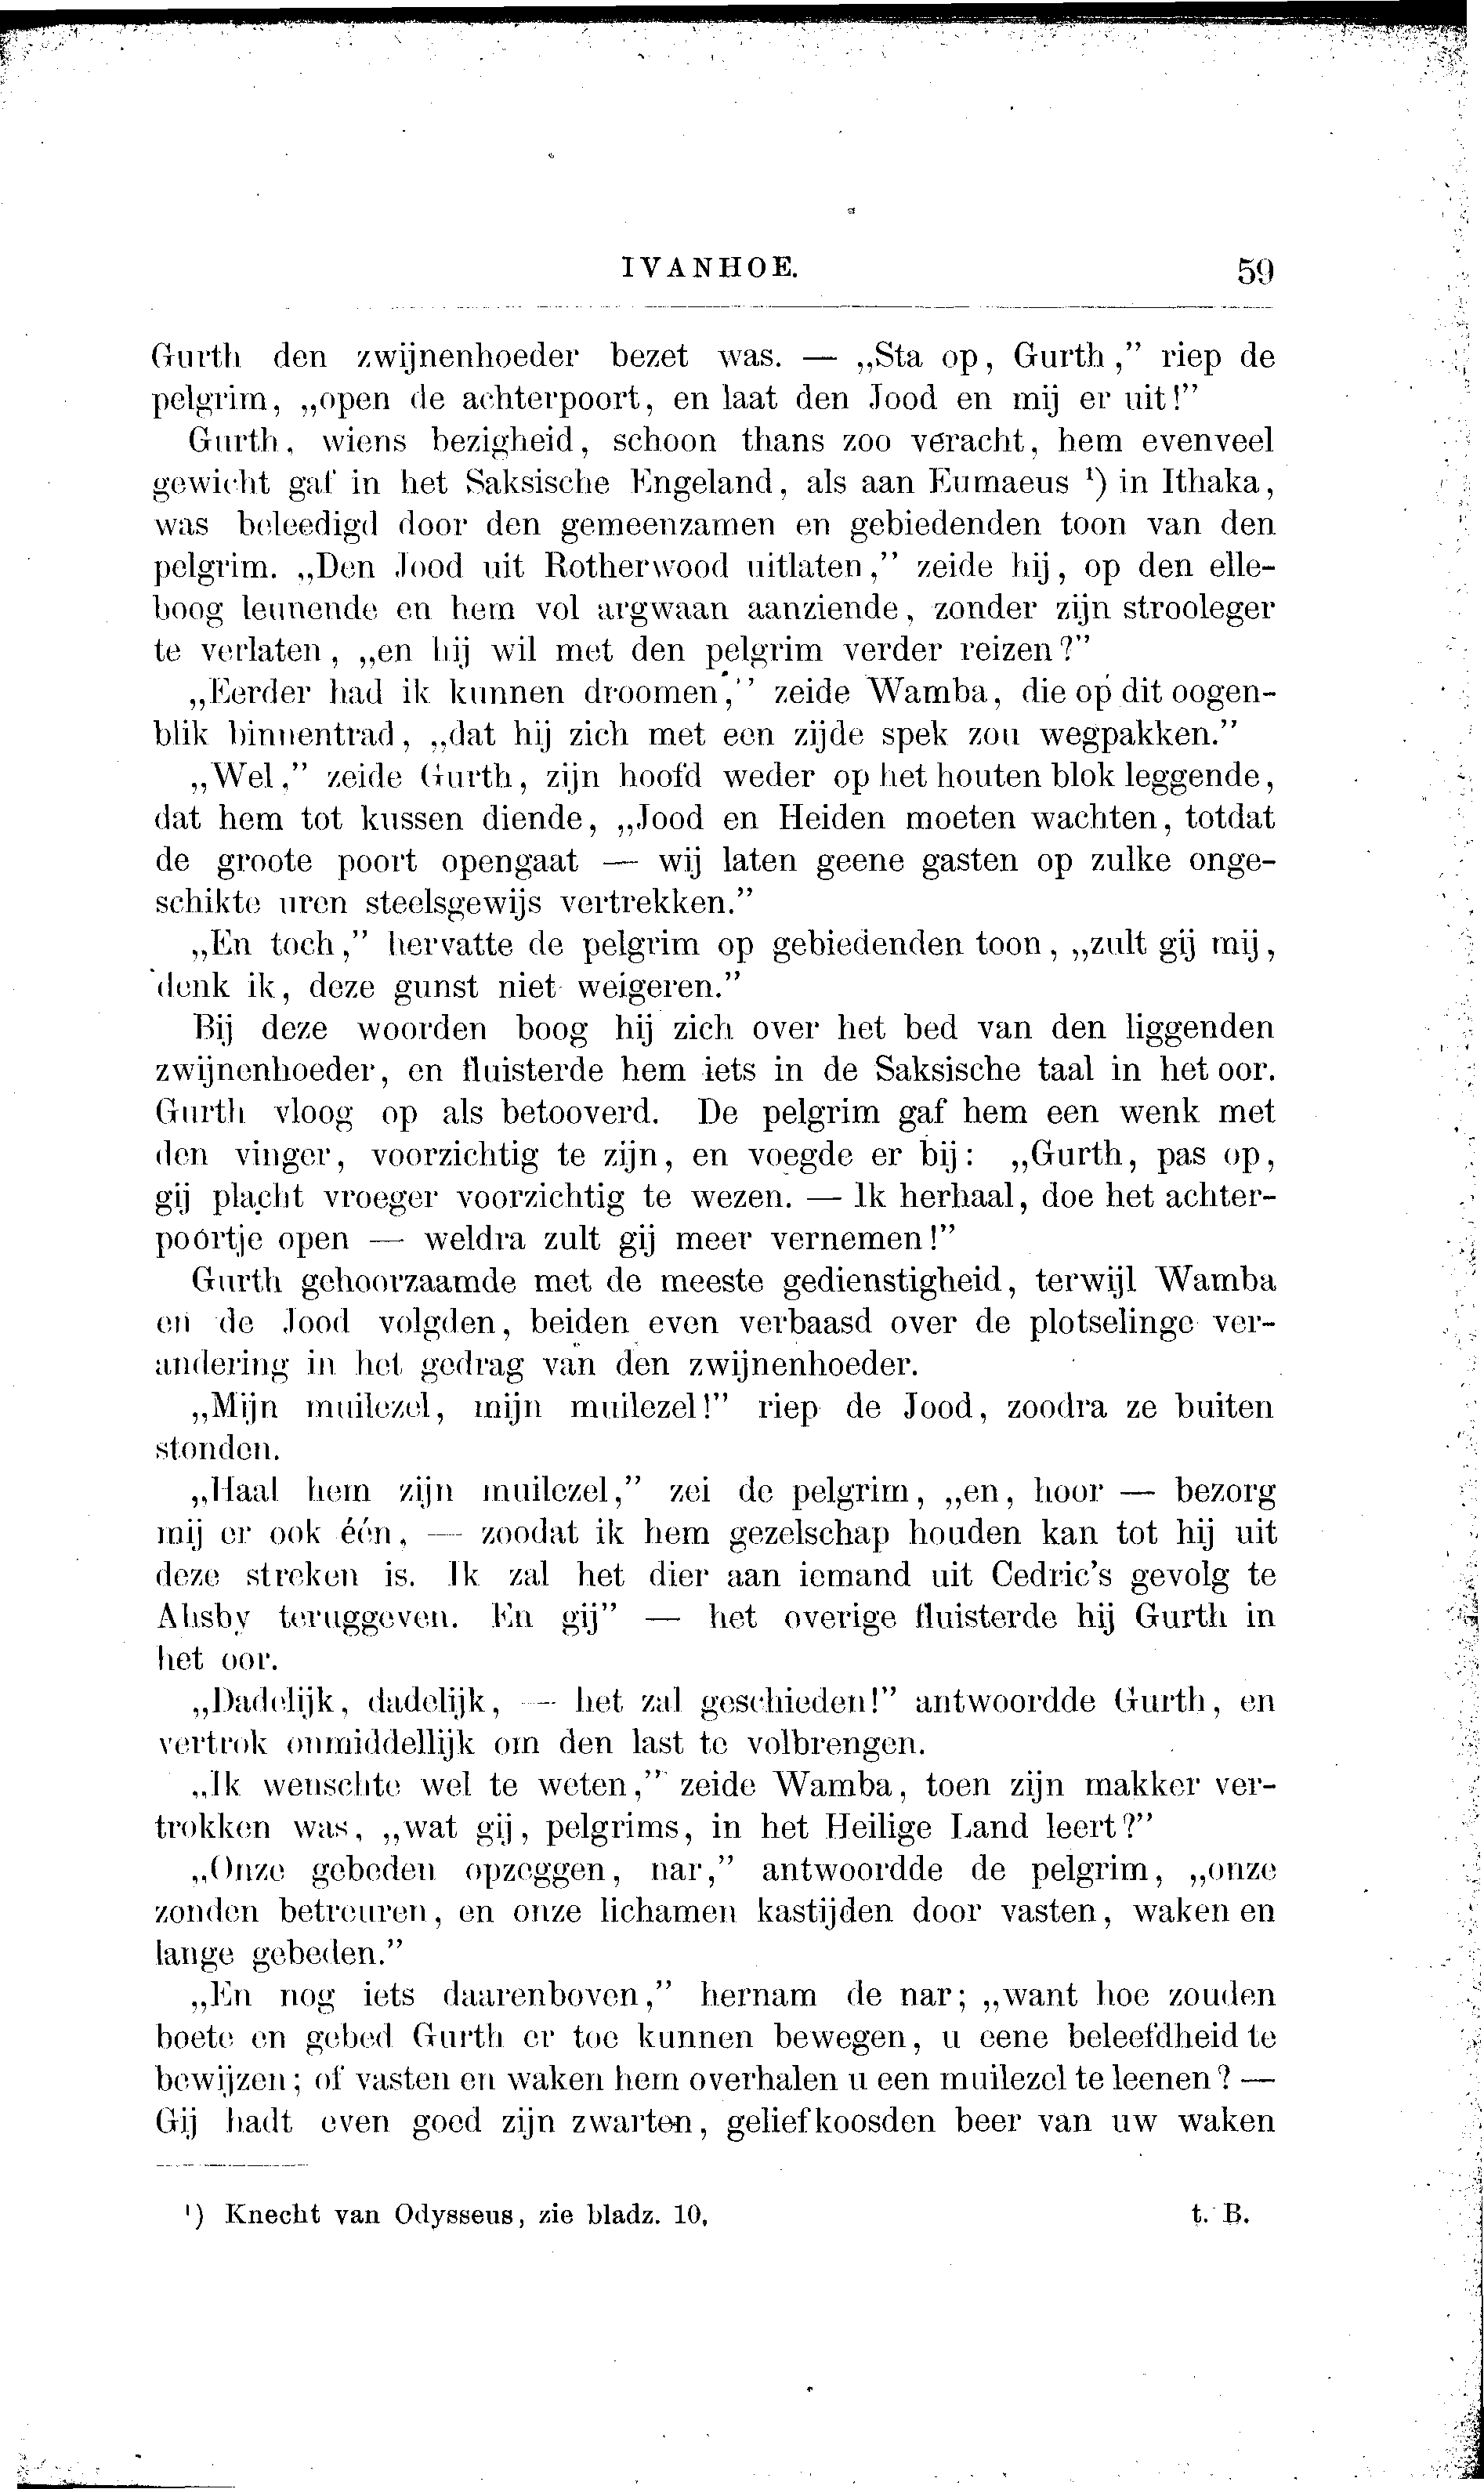 IVANHOE. 59
Gurth den zwijnenhoeder bezet was. — „Sta op, Gurth,” riep de
pelgrim, „open de achterpoort, en laat den Jood en mij er uit!”
Gurth, wiens bezigheid, schoon thans zoo veracht, hem evenveel
gewicht gaf in het Saksische Engeland, als aan Eumaeus ¹) in Ithaka,
was beleedigd door den gemeenzamen en gebiedenden toon van den
pelgrim. „Den Jood uit Rotherwood uitlaten,” zeide hij, op den elle-
boog leunende en hem vol argwaan aanziende, zonder zijn strooleger
te verlaten, „en hij wil met den pelgrim verder reizen?”
„Eerder had ik kunnen droomen,” zeide Wamba, die op dit oogen-
blik binnentrad, „dat hij zich met een zijde spek zou wegpakken.”
„Wel,” zeide Gurth, zijn hoofd weder op het houten blok leggende,
dat hem tot kussen diende, „Jood en Heiden moeten wachten, totdat
de groote poort opengaat — wij laten geene gasten op zulke onge-
schikte uren steelsgewijs vertrekken.”
„En toch,” hervatte de pelgrim op gebiedenden toon, „zult gij mij,
denk ik, deze gunst niet weigeren.”
Bij deze woorden boog hij zich over het bed van den liggenden
zwijnenhoeder, en fluisterde hem iets in de Saksische taal in het oor.
Gurth vloog op als betooverd. De pelgrim gaf hem een wenk met
den vinger, voorzichtig te zijn, en voegde er bij: „Gurth, pas op,
gij placht vroeger voorzichtig te wezen. — Ik herhaal, doe het achter-
poortje open — weldra zult gij meer vernemen!”
Gurth gehoorzaamde met de meeste gedienstigheid, terwijl Wamba
en de Jood volgden, beiden even verbaasd over de plotselinge ver-
andering in het gedrag van den zwijnenhoeder.
„Mijn muilezel, mijn muilezel!” riep de Jood, zoodra ze buiten
stonden.
„Haal hem zijn muilezel,” zei de pelgrim, „en, hoor — bezorg
mij er ook één, — zoodat ik hem gezelschap houden kan tot hij uit
deze streken is. Ik zal het dier aan iemand uit Cedric’s gevolg te
Ahsby teruggeven. En gij” — het overige fluisterde hij Gurth in
het oor.
„Dadelijk, dadelijk, — het zal geschieden!” antwoordde Gurth, en
vertrok onmiddellijk om den last te volbrengen.
„Ik wenschte wel te weten,” zeide Wamba, toen zijn makker ver-
trokken was, „wat gij, pelgrims, in het Heilige Land leert?”
„Onze gebeden opzeggen, nar,” antwoordde de pelgrim, „onze
zonden betreuren, en onze lichamen kastijden door vasten, waken en
lange gebeden.”
„En nog iets daarenboven,” hernam de nar; „want hoe zouden
boete en gebed Gurth er toe kunnen bewegen, u eene beleefdheid te
bewijzen; of vasten en waken hem overhalen u een muilezel te leenen? —
Gij hadt even goed zijn zwarten, geliefkoosden beer van uw waken
¹) Knecht van Odysseus, zie bladz. 10. t. B.